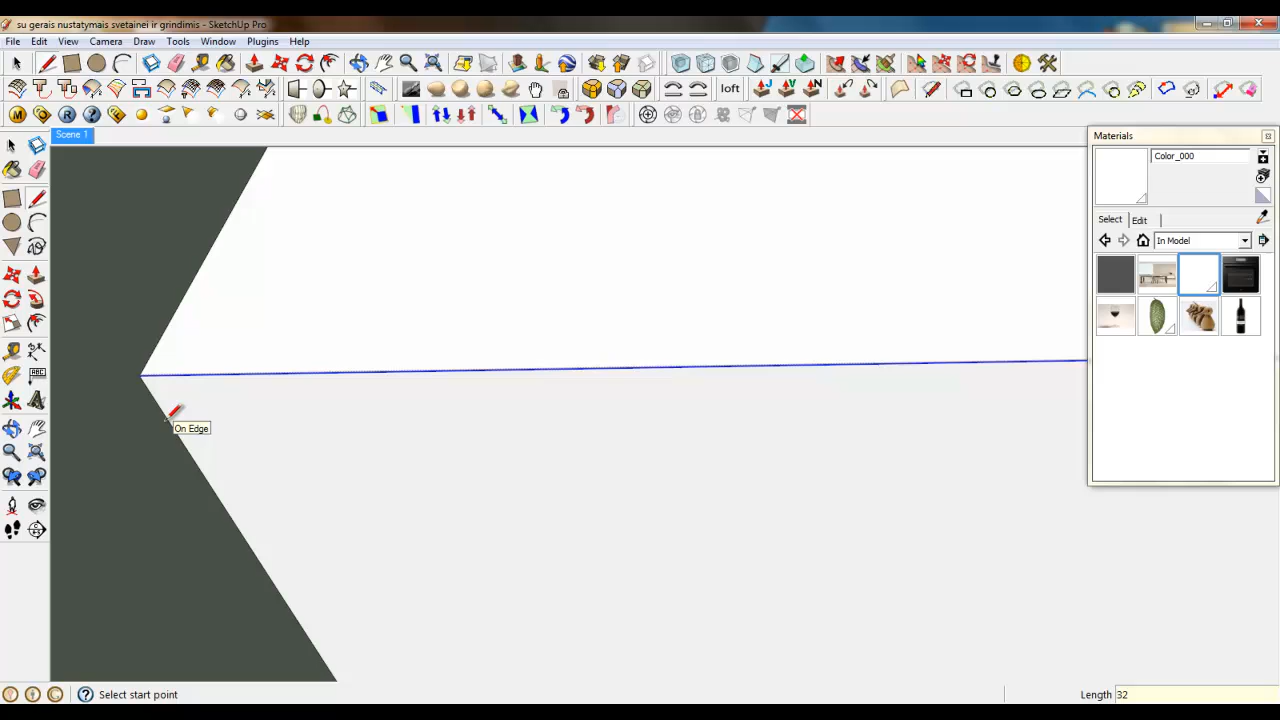 su gerais nustatymais svetainei ir grindimis - SketchUp Pro
File Edit View Camera Draw Tools Window Plugins Help
loft
M R ?
Scene 1
Materials
Color_000
Select Edit
In Model
ABC
On Edge
Select start point
Length 32